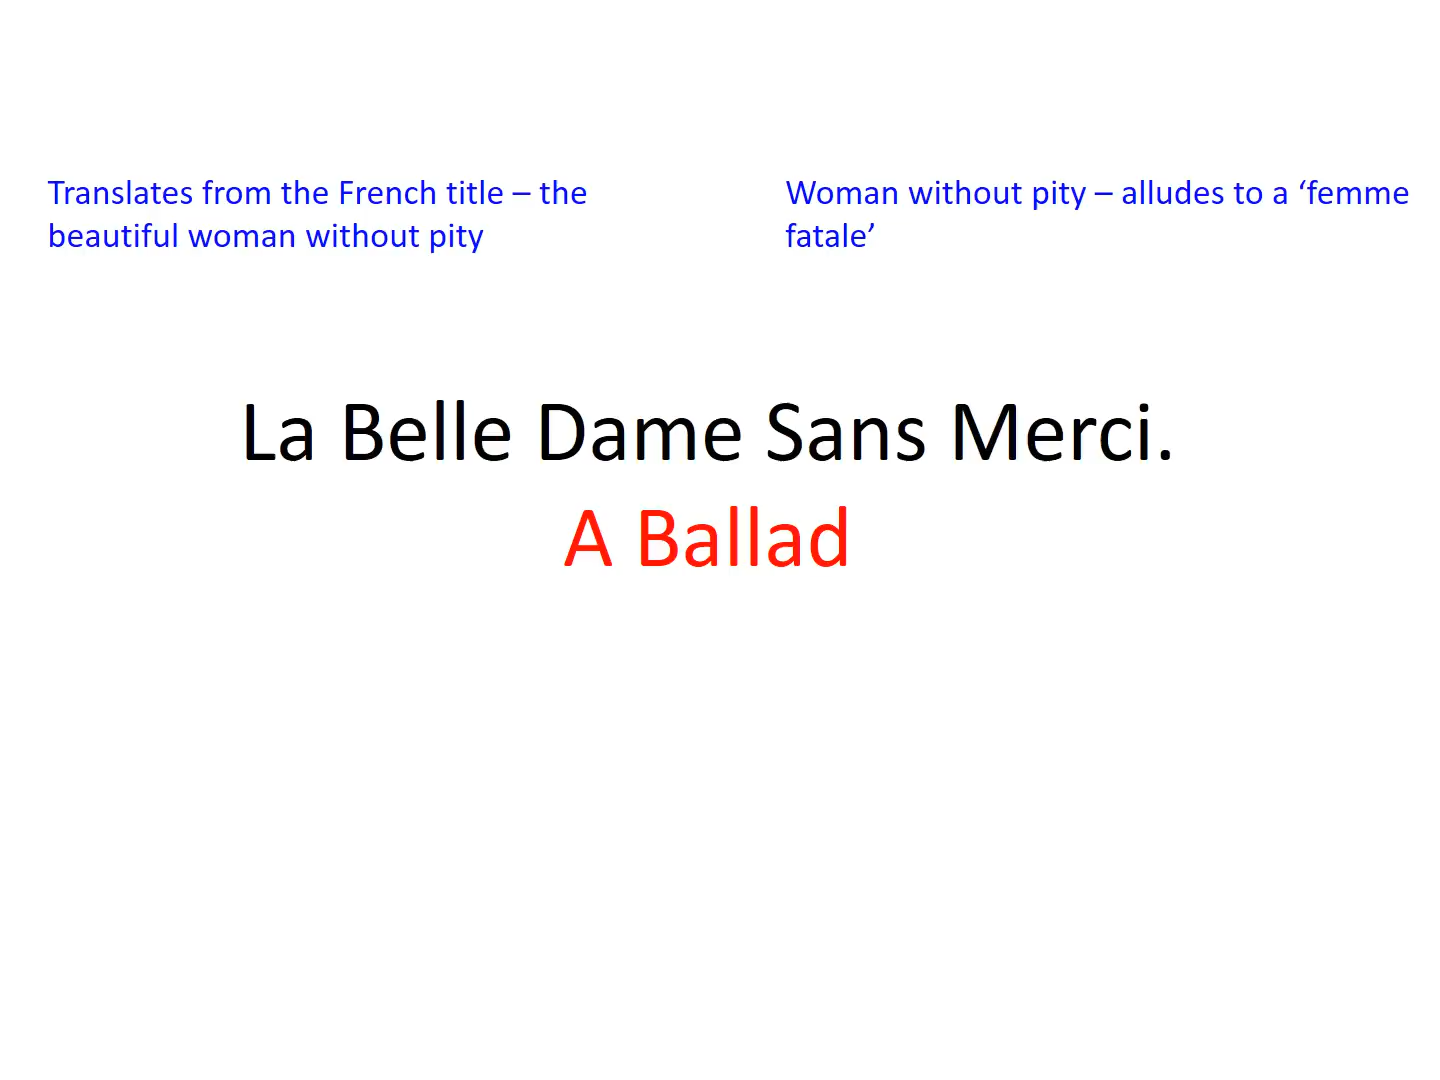 Translates from the French title – the
beautiful woman without pity
Woman without pity – alludes to a ‘femme
fatale’
La Belle Dame Sans Merci.
A Ballad